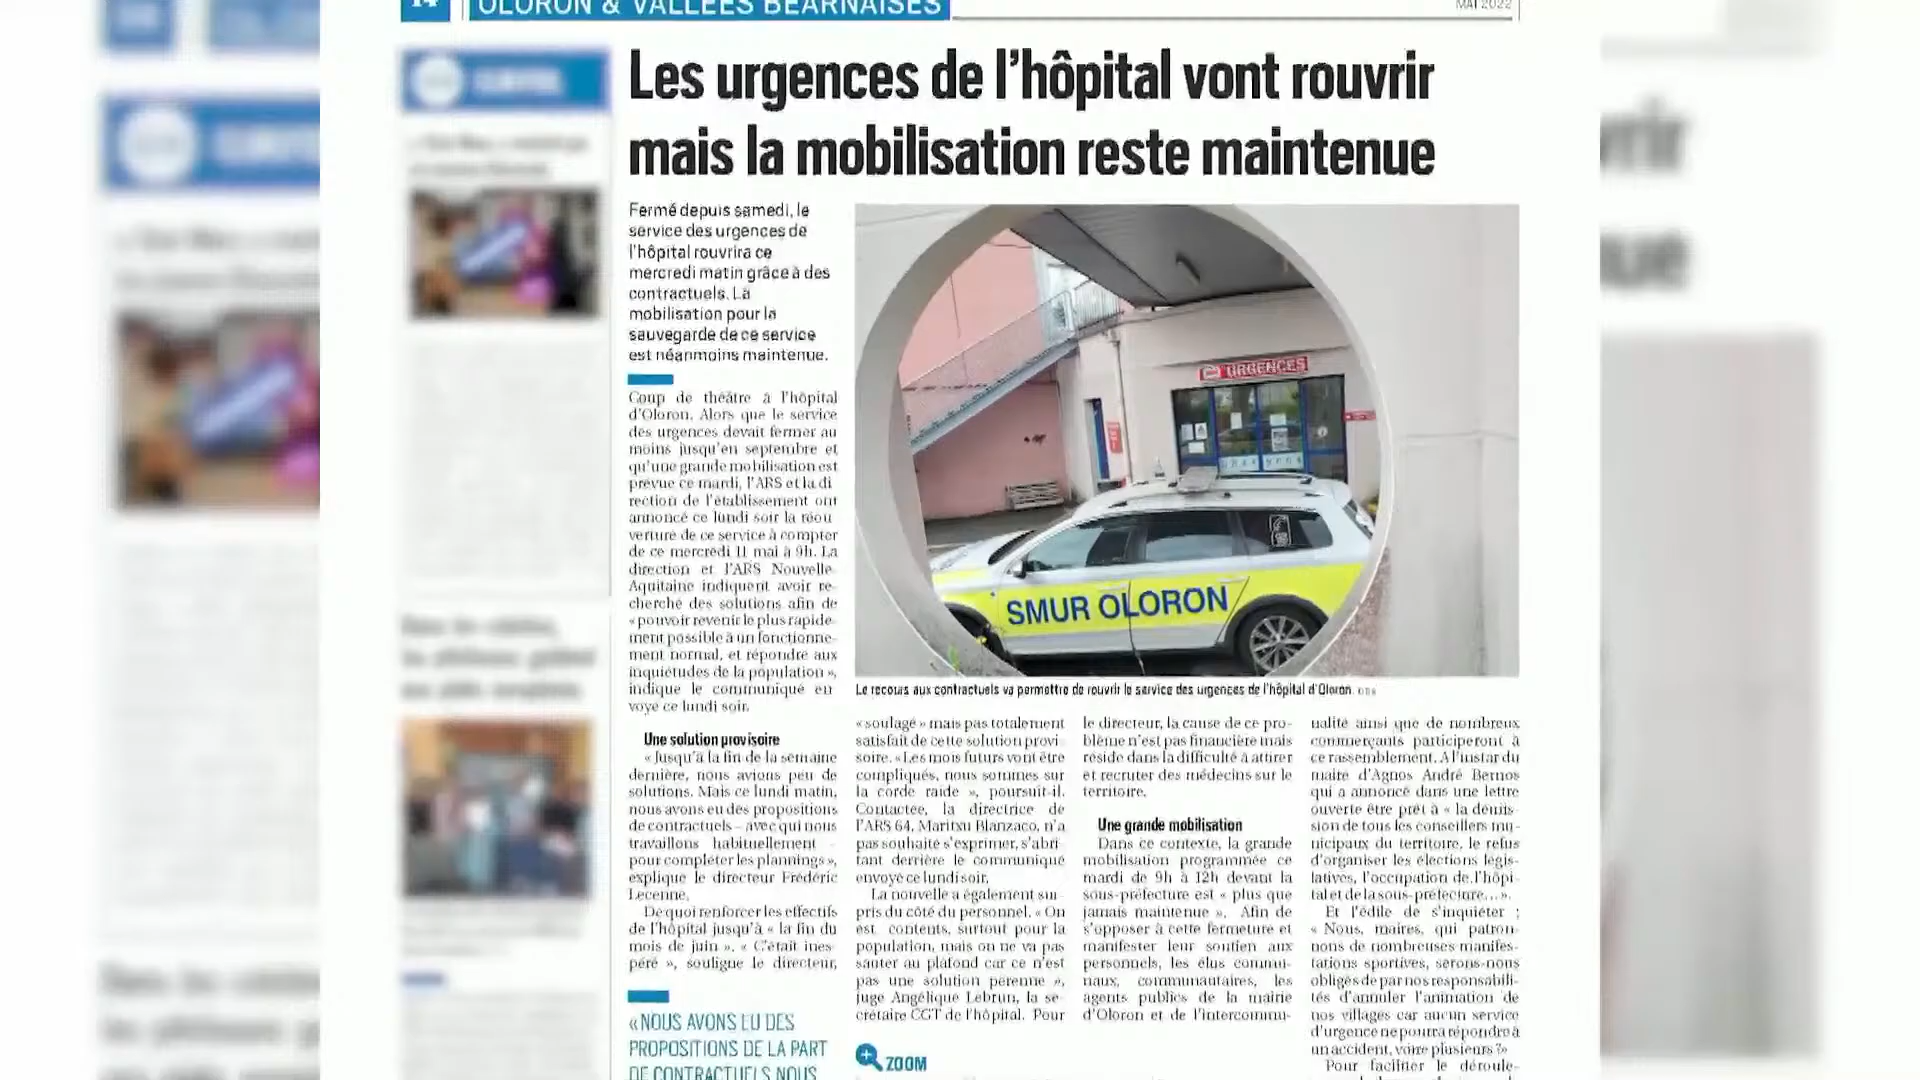 14 OLORON & VALLÉES BÉARNAISES
MAI 2022
Les urgences de l'hôpital vont rouvrir
mais la mobilisation reste maintenue
Fermé depuis samedi, le
service des urgences de
l'hôpital rouvrira ce
mercredi matin grâce à des
contractuels. La
mobilisation pour la
sauvegarde de ce service
est néanmoins maintenue.
Coup de théâtre à l'hôpital
d'Oloron. Alors que le service
des urgences devait fermer au
moins jusqu'en septembre et
qu'une grande mobilisation est
prévue ce mardi, l'ARS et la di
rection de l'établissement ont
annoncé ce lundi soir la réou
verture de ce service à compter
de ce mercredi 11 mai à 9h. La
direction et l'ARS Nouvelle
Aquitaine indiquent avoir re-
cherché des solutions afin de
« pouvoir revenir le plus rapide-
ment possible à un fonctionne-
ment normal, et répondre aux
inquiétudes de la population »,
indique le communiqué en
voyé ce lundi soir.
Une solution provisoire
« Jusqu'à la fin de la semaine
dernière, nous avions peu de
solutions. Mais ce lundi matin,
nous avons eu des propositions
de contractuels – avec qui nous
travaillons habituellement –
pour compléter les plannings »,
explique le directeur Frédéric
Lecenne.
De quoi renforcer les effectifs
de l'hôpital jusqu'à « la fin du
mois de juin ». « C'était ines-
péré », souligne le directeur,
« NOUS AVONS EU DES
PROPOSITIONS DE LA PART
DE CONTRACTUELS NOUS
URGENCES
SMUR OLORON
Le recours aux contractuels va permettre de rouvrir le service des urgences de l'hôpital d'Oloron.
« soulagé » mais pas totalement
satisfait de cette solution provi-
soire. « Les mois futurs vont être
compliqués, nous sommes sur
la corde raide », poursuit-il.
Contactée, la directrice de
l'ARS 64, Maritxu Blanzaco, n'a
pas souhaité s'exprimer, s'abri-
tant derrière le communiqué
envoyé ce lundi soir.
La nouvelle a également sur-
pris du côté du personnel. « On
est contents, surtout pour la
population, mais on ne va pas
sauter au plafond car ce n'est
pas une solution pérenne »,
juge Angélique Lebrun, la se-
crétaire CGT de l'hôpital. Pour
ZOOM
le directeur, la cause de ce pro-
blème n'est pas financière mais
réside dans la difficulté à attirer
et recruter des médecins sur le
territoire.
Une grande mobilisation
Dans ce contexte, la grande
mobilisation programmée ce
mardi de 9h à 12h devant la
sous-préfecture est « plus que
jamais maintenue ». Afin de
s'opposer à cette fermeture et
manifester leur soutien aux
personnels, les élus commu-
naux, communautaires, les
agents publics de la mairie
d'Oloron et de l'intercommu-
nalité ainsi que de nombreux
commerçants participeront à
ce rassemblement. A l'instar du
maire d'Agnos André Bernos
qui a annoncé dans une lettre
ouverte être prêt à « la démis-
sion de tous les conseillers mu-
nicipaux du territoire, le refus
d'organiser les élections légis-
latives, l'occupation de l'hôpi-
tal et de la sous-préfecture... ».
Et l'édile de s'inquiéter :
« Nous, maires, qui patron-
nons de nombreuses manifes-
tations sportives, serons-nous
obligés de par nos responsabili-
tés d'annuler l'animation de
nos villages car aucun service
d'urgence ne pourra répondre à
un accident, voire plusieurs ?»
Pour faciliter le déroule-